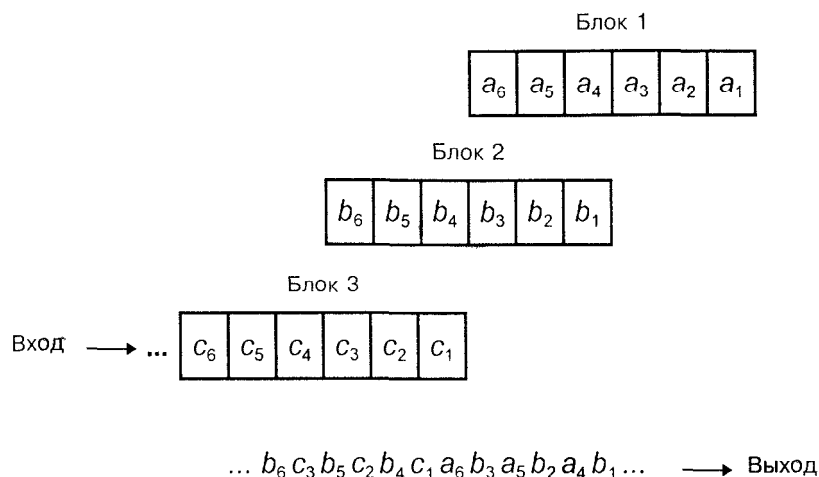 Блок 1
a₆ a₅ a₄ a₃ a₂ a₁
Блок 2
b₆ b₅ b₄ b₃ b₂ b₁
Блок 3
Вход → ... c₆ c₅ c₄ c₃ c₂ c₁
... b₆ c₃ b₅ c₂ b₄ c₁ a₆ b₃ a₅ b₂ a₄ b₁ ... → Выход